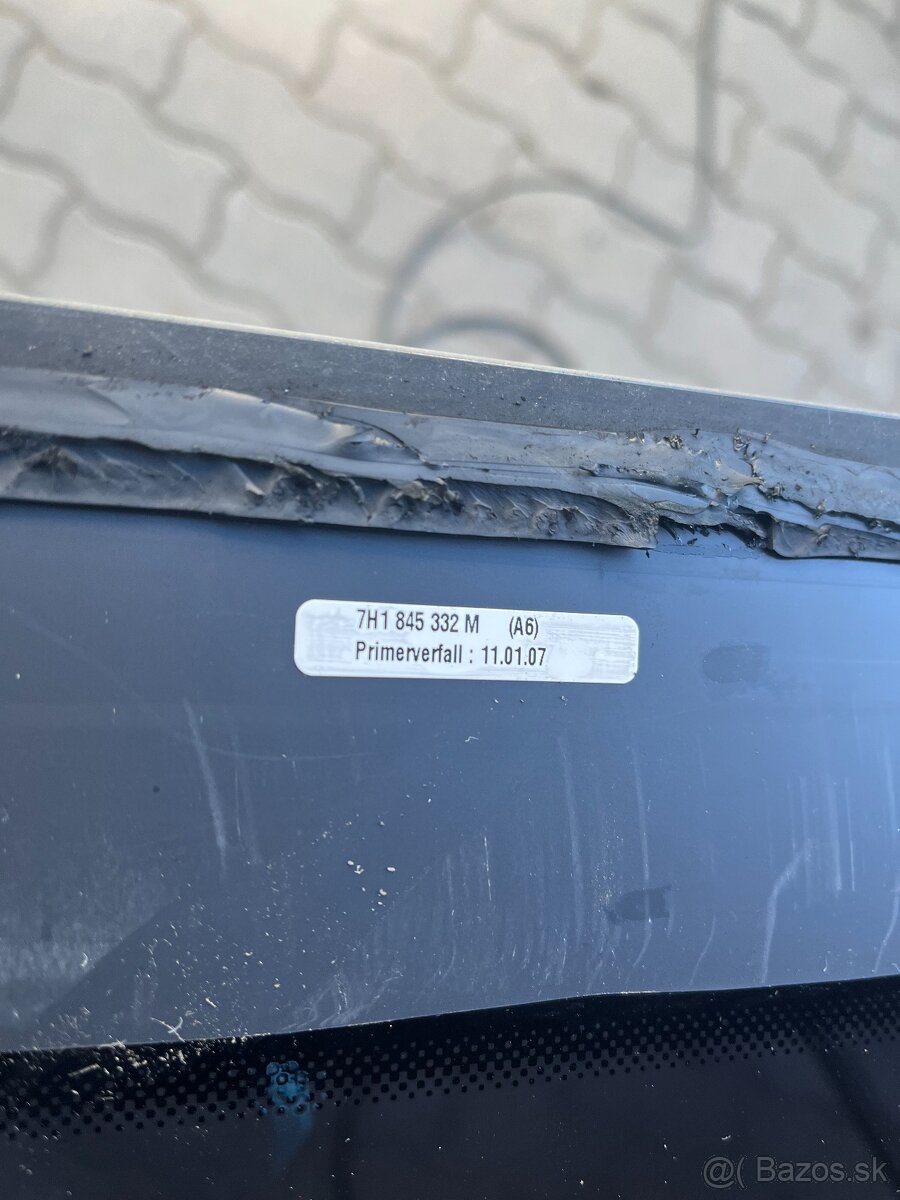 7H1 845 332 M (A6)
Primerverfall : 11.01.07
@( Bazos.sk